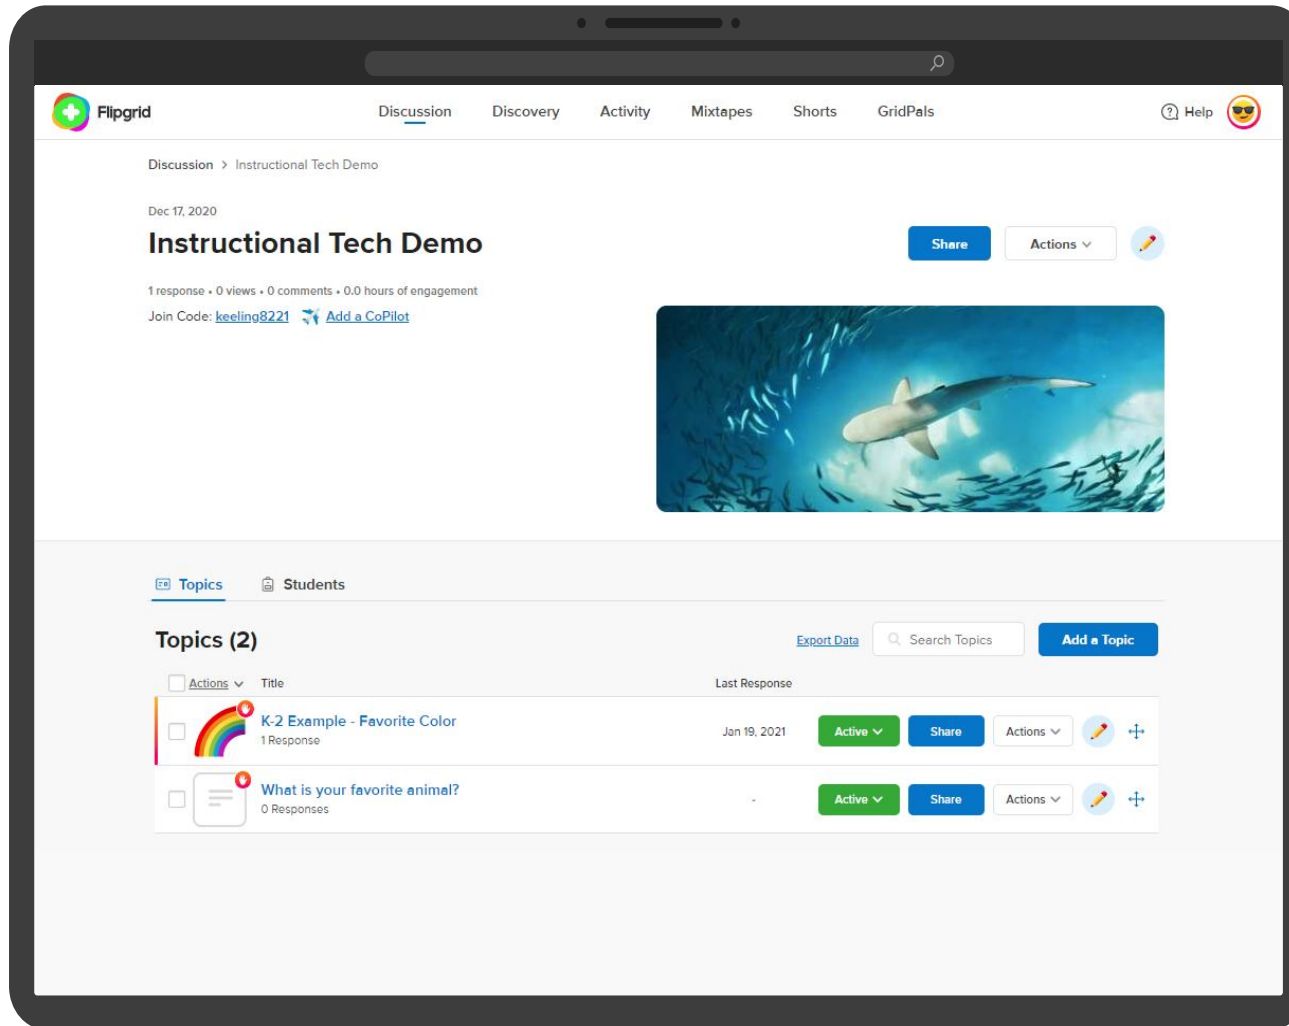 Flipgrid
Discussion Discovery Activity Mixtapes Shorts GridPals
Help
Discussion > Instructional Tech Demo
Dec 17, 2020
Instructional Tech Demo
Share Actions
1 response • 0 views • 0 comments • 0.0 hours of engagement
Join Code: keeling8221 Add a CoPilot
Topics Students
Topics (2)
Export Data Search Topics Add a Topic
Actions Title Last Response
K-2 Example - Favorite Color
1 Response
Jan 19, 2021 Active Share Actions
What is your favorite animal?
0 Responses
- Active Share Actions